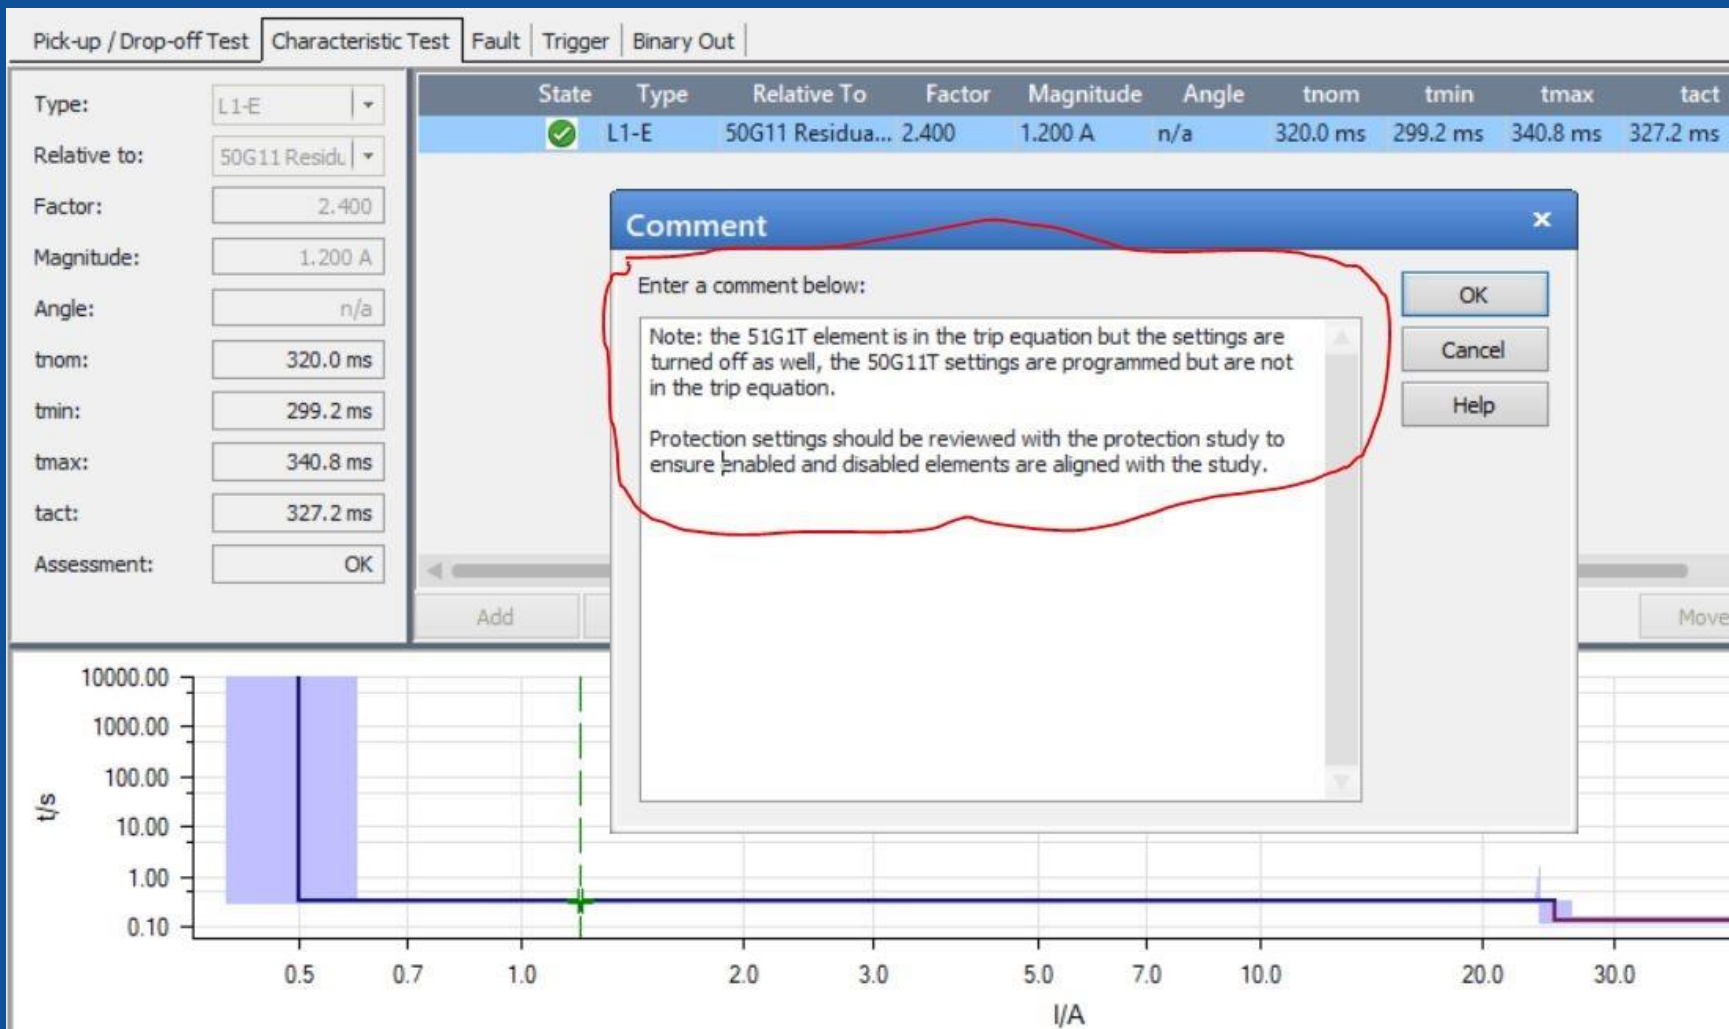 Pick-up / Drop-off Test Characteristic Test Fault Trigger Binary Out
Type: L1-E
Relative to: 50G11 Residu
Factor: 2.400
Magnitude: 1.200 A
Angle: n/a
tnom: 320.0 ms
tmin: 299.2 ms
tmax: 340.8 ms
tact: 327.2 ms
Assessment: OK
State Type Relative To Factor Magnitude Angle tnom tmin tmax tact
L1-E 50G11 Residua... 2.400 1.200 A n/a 320.0 ms 299.2 ms 340.8 ms 327.2 ms
Add
Move
Comment
Enter a comment below:
Note: the 51G1T element is in the trip equation but the settings are
turned off as well, the 50G11T settings are programmed but are not
in the trip equation.
Protection settings should be reviewed with the protection study to
ensure enabled and disabled elements are aligned with the study.
OK
Cancel
Help
t/s
10000.00
1000.00
100.00
10.00
1.00
0.10
0.5 0.7 1.0 2.0 3.0 5.0 7.0 10.0 20.0 30.0
I/A